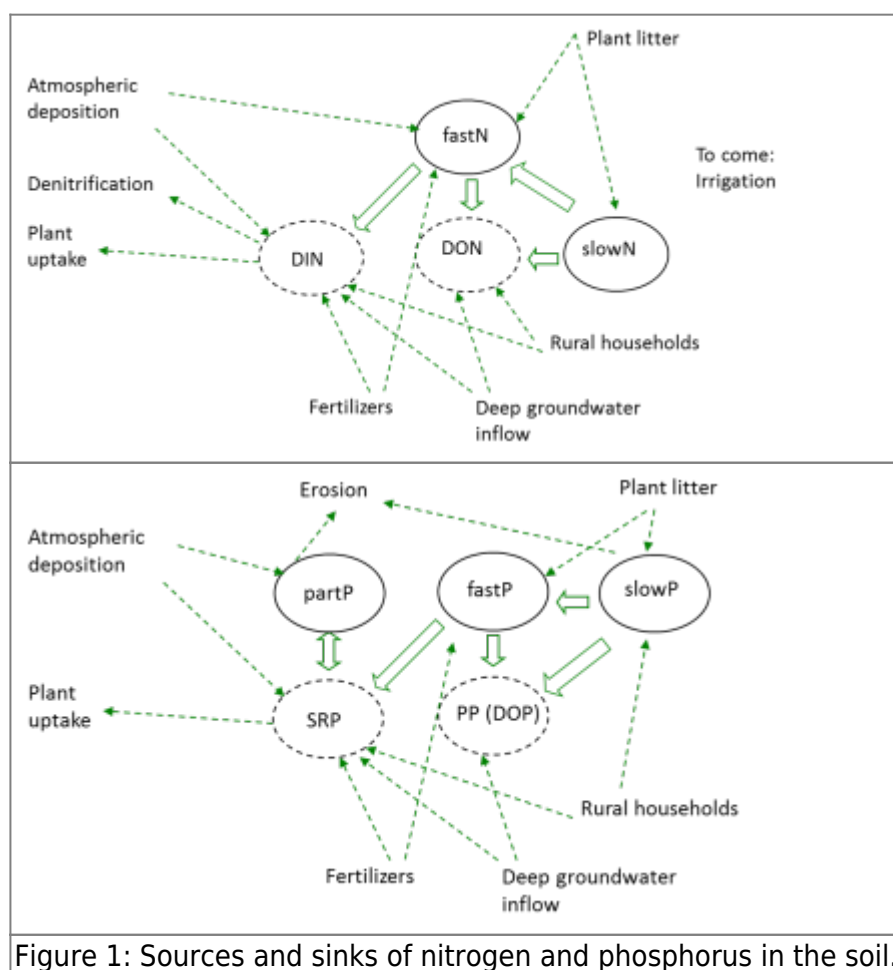 Plant litter
Atmospheric
deposition
fastN
To come:
Irrigation
Denitrification
Plant
uptake
DIN
DON
slowN
Rural households
Fertilizers
Deep groundwater
inflow
Erosion
Plant litter
Atmospheric
deposition
partP
fastP
slowP
Plant
uptake
SRP
PP (DOP)
Rural households
Fertilizers
Deep groundwater
inflow
Figure 1: Sources and sinks of nitrogen and phosphorus in the soil.